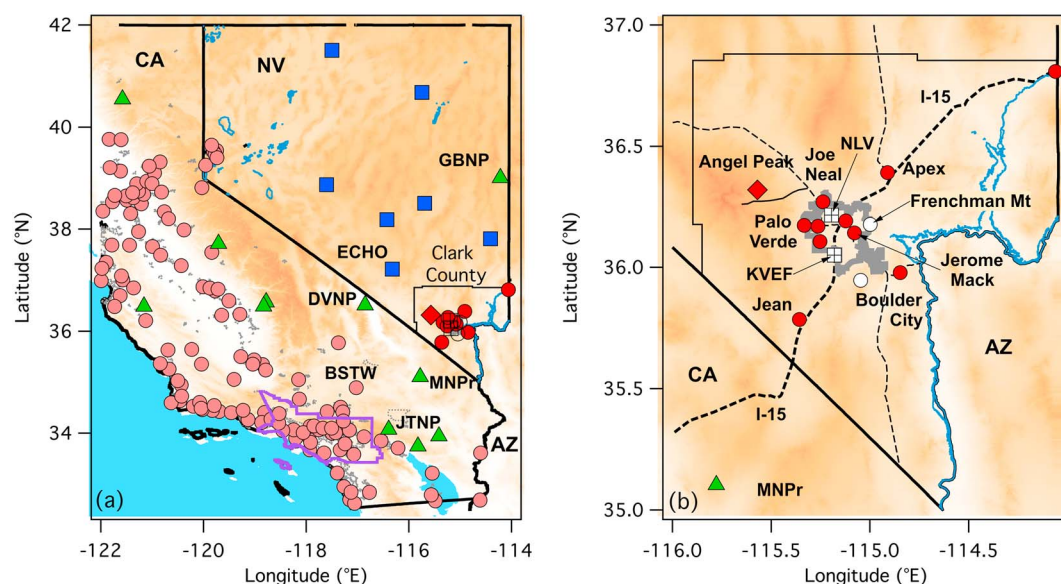 42
40
38
36
34
Latitude (°N)
CA
NV
GBNP
ECHO
Clark
County
DVNP
BSTW
MNPr
JTNP
AZ
(a)
-122
-120
-118
-116
-114
Longitude (°E)
37.0
36.5
36.0
35.5
35.0
Latitude (°N)
I-15
NLV
Joe
Neal
Angel Peak
Apex
Frenchman Mt
Palo
Verde
KVEF
Jerome
Mack
Jean
Boulder
City
CA
AZ
I-15
MNPr
(b)
-116.0
-115.5
-115.0
-114.5
Longitude (°E)